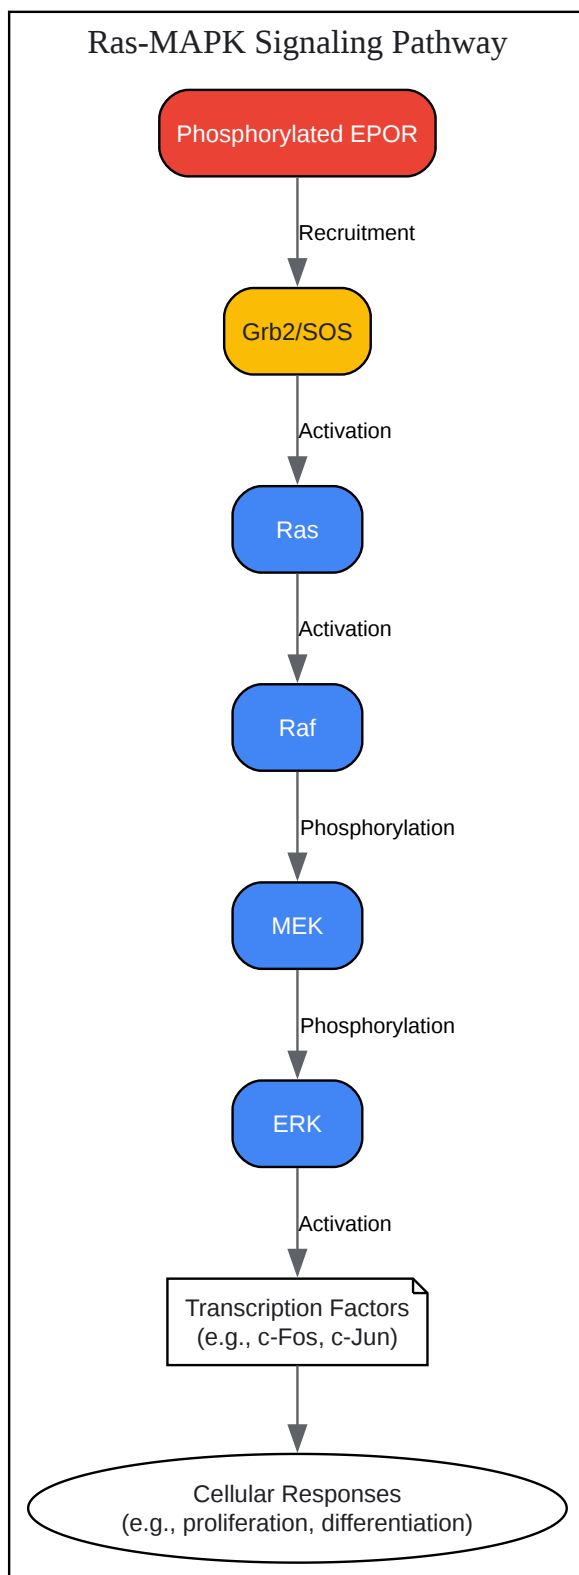 Ras-MAPK Signaling Pathway
Phosphorylated EPOR
Recruitment
Grb2/SOS
Activation
Ras
Activation
Raf
Phosphorylation
MEK
Phosphorylation
ERK
Activation
Transcription Factors
(e.g., c-Fos, c-Jun)
Cellular Responses
(e.g., proliferation, differentiation)